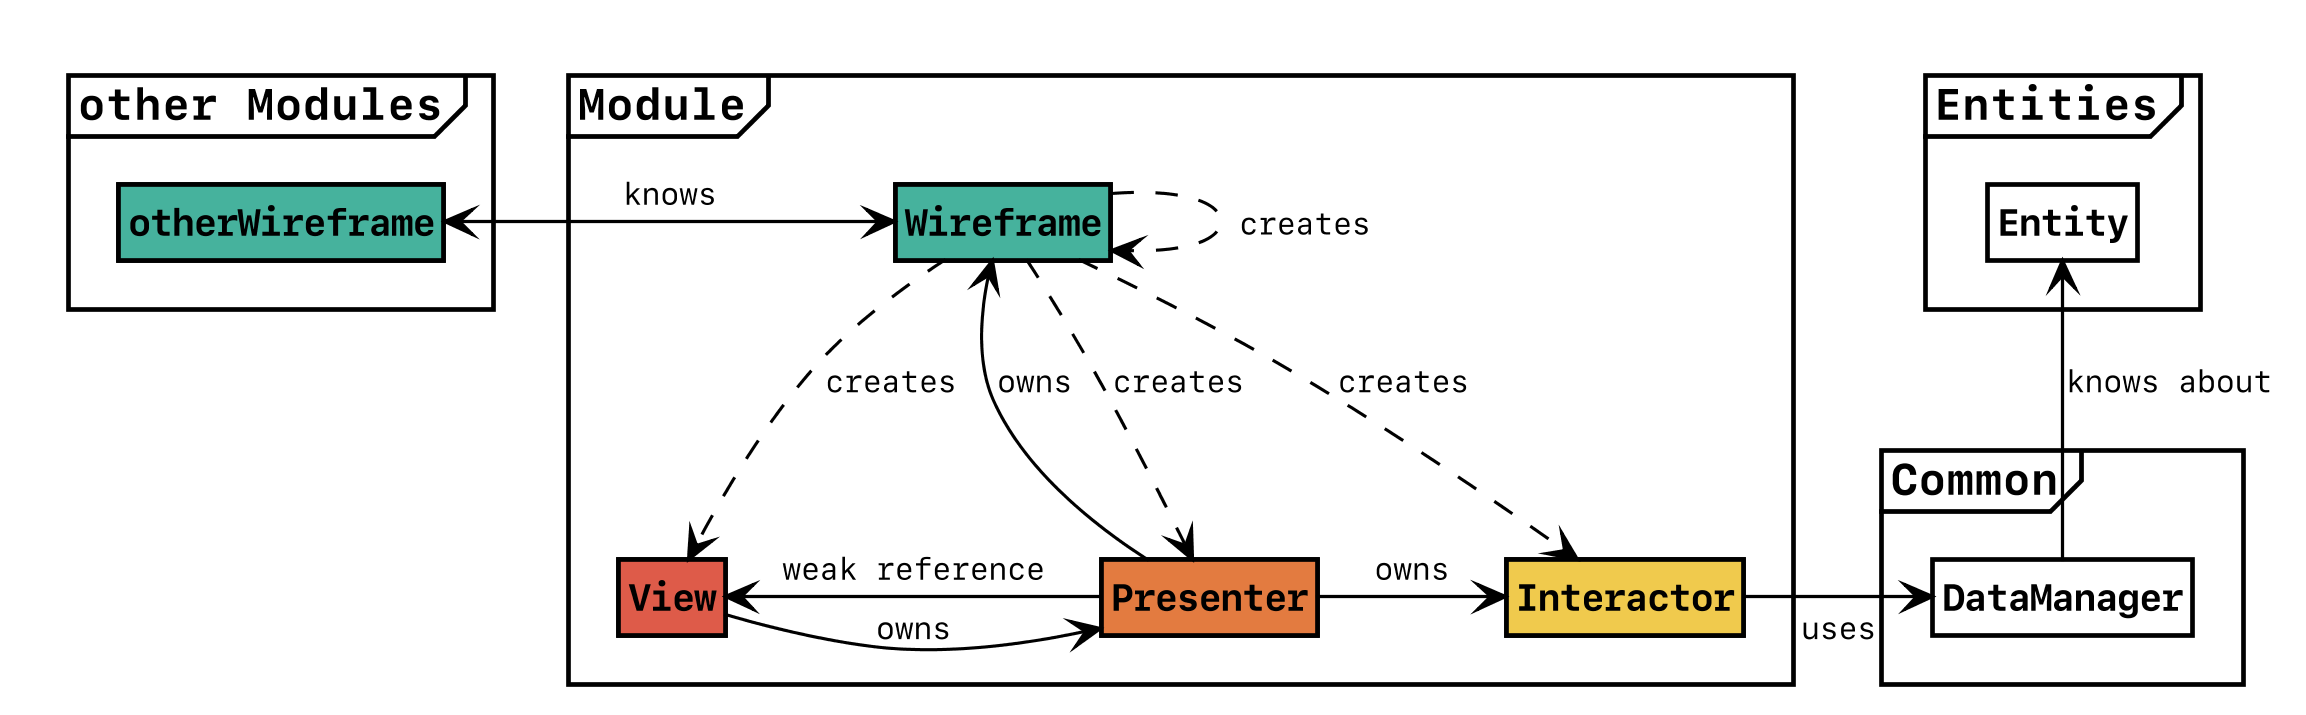 other Modules
Module
Entities
otherWireframe
knows
Wireframe
creates
Entity
creates
owns
creates
creates
knows about
Common
View
weak reference
owns
Presenter
owns
Interactor
uses
DataManager